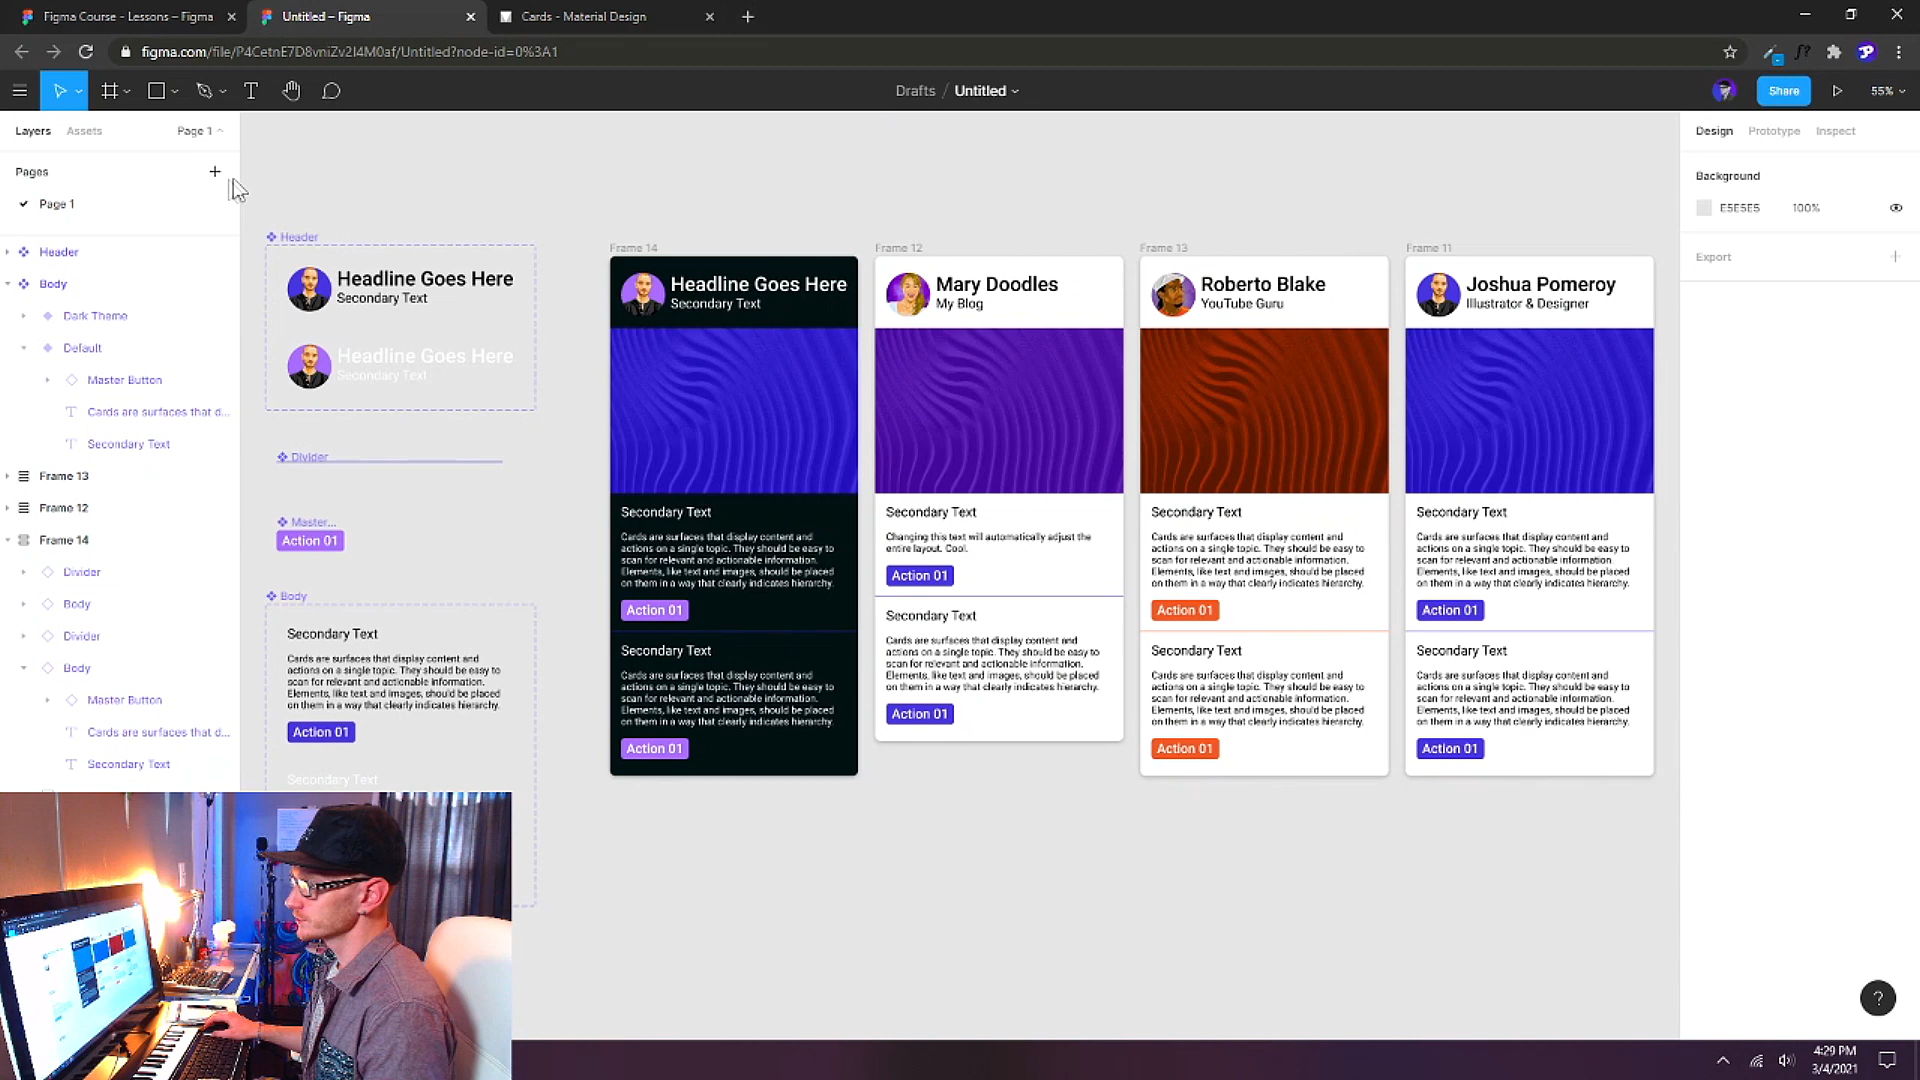 Figma Course - Lessons – Figma
Untitled – Figma
Cards - Material Design
figma.com/file/P4CetnE7D8vniZv2I4M0af/Untitled?node-id=0%3A1
Drafts / Untitled
Share
55%
Layers
Assets
Page 1
Pages
Page 1
Header
Body
Dark Theme
Default
Master Button
Cards are surfaces that d...
Secondary Text
Frame 13
Frame 12
Frame 14
Divider
Body
Divider
Body
Master Button
Cards are surfaces that d...
Secondary Text
Header
Headline Goes Here
Secondary Text
Headline Goes Here
Secondary Text
Divider
Master...
Action 01
Body
Secondary Text
Cards are surfaces that display content and
actions on a single topic. They should be easy to
scan for relevant and actionable information.
Elements, like text and images, should be placed
on them in a way that clearly indicates hierarchy.
Action 01
Secondary Text
Frame 14
Headline Goes Here
Secondary Text
Secondary Text
Cards are surfaces that display content and
actions on a single topic. They should be easy to
scan for relevant and actionable information.
Elements, like text and images, should be placed
on them in a way that clearly indicates hierarchy.
Action 01
Secondary Text
Cards are surfaces that display content and
actions on a single topic. They should be easy to
scan for relevant and actionable information.
Elements, like text and images, should be placed
on them in a way that clearly indicates hierarchy.
Action 01
Frame 12
Mary Doodles
My Blog
Secondary Text
Changing this text will automatically adjust the
entire layout. Cool.
Action 01
Secondary Text
Cards are surfaces that display content and
actions on a single topic. They should be easy to
scan for relevant and actionable information.
Elements, like text and images, should be placed
on them in a way that clearly indicates hierarchy.
Action 01
Frame 13
Roberto Blake
YouTube Guru
Secondary Text
Cards are surfaces that display content and
actions on a single topic. They should be easy to
scan for relevant and actionable information.
Elements, like text and images, should be placed
on them in a way that clearly indicates hierarchy.
Action 01
Secondary Text
Cards are surfaces that display content and
actions on a single topic. They should be easy to
scan for relevant and actionable information.
Elements, like text and images, should be placed
on them in a way that clearly indicates hierarchy.
Action 01
Frame 11
Joshua Pomeroy
Illustrator & Designer
Secondary Text
Cards are surfaces that display content and
actions on a single topic. They should be easy to
scan for relevant and actionable information.
Elements, like text and images, should be placed
on them in a way that clearly indicates hierarchy.
Action 01
Secondary Text
Cards are surfaces that display content and
actions on a single topic. They should be easy to
scan for relevant and actionable information.
Elements, like text and images, should be placed
on them in a way that clearly indicates hierarchy.
Action 01
Design
Prototype
Inspect
Background
E5E5E5
100%
Export
?
4:29 PM
3/4/2021